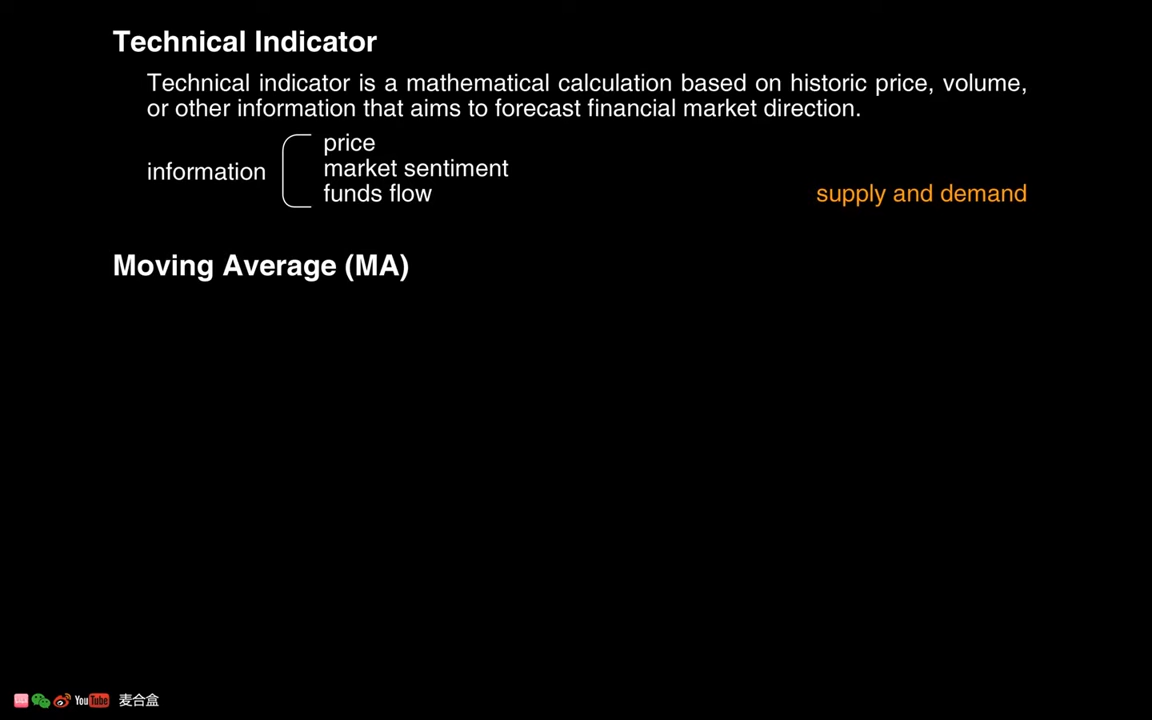 Technical Indicator
Technical indicator is a mathematical calculation based on historic price, volume,
or other information that aims to forecast financial market direction.
price
information
market sentiment
funds flow
supply and demand
Moving Average (MA)
YouTube 麦合盒